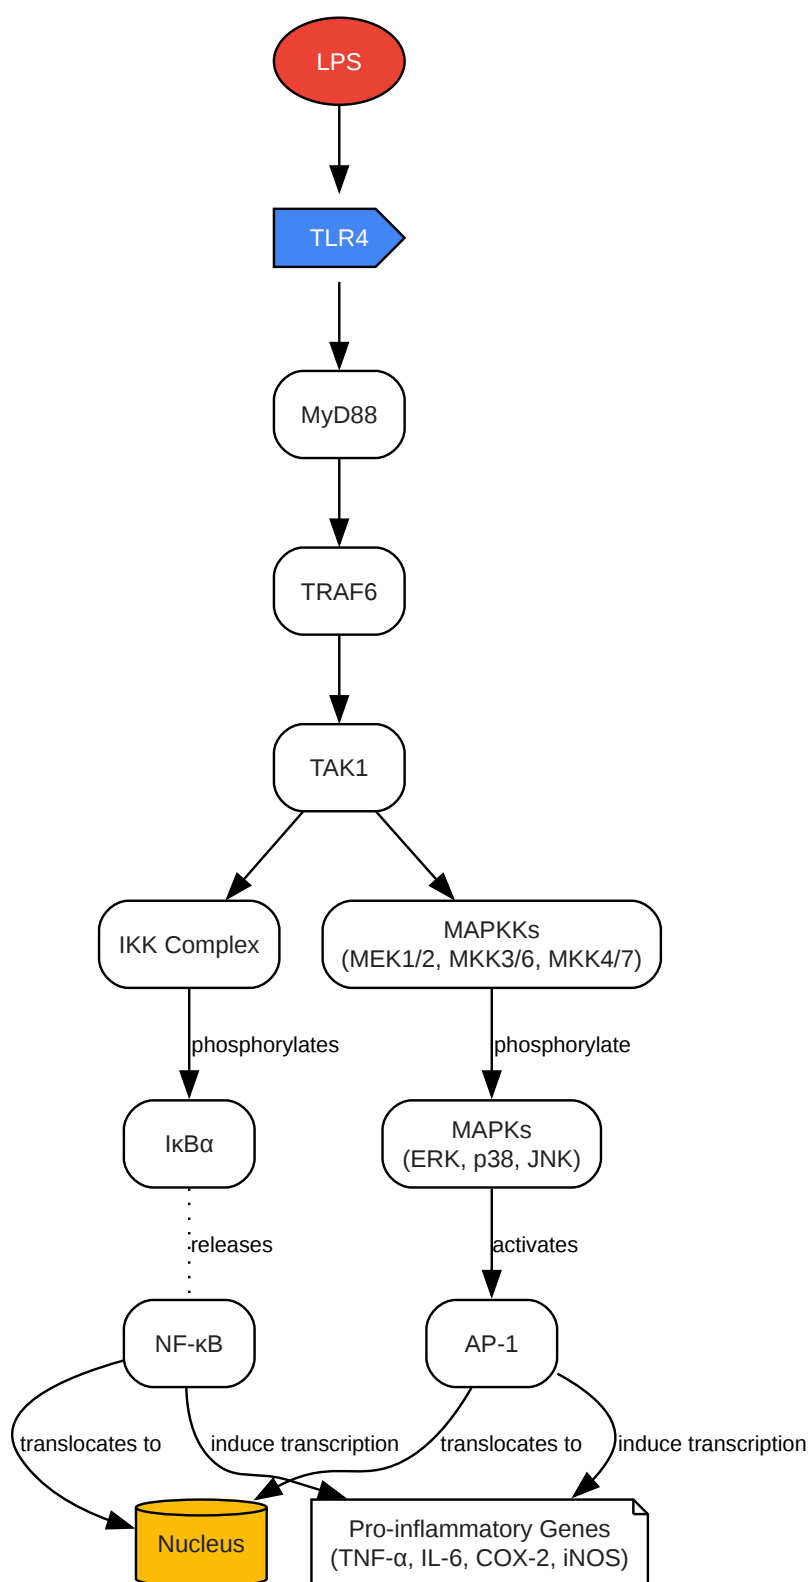 LPS
TLR4
MyD88
TRAF6
TAK1
IKK Complex
MAPKKs
(MEK1/2, MKK3/6, MKK4/7)
phosphorylates
phosphorylate
IκBα
MAPKs
(ERK, p38, JNK)
releases
activates
NF-κB
AP-1
translocates to
induce transcription
translocates to
induce transcription
Nucleus
Pro-inflammatory Genes
(TNF-α, IL-6, COX-2, iNOS)